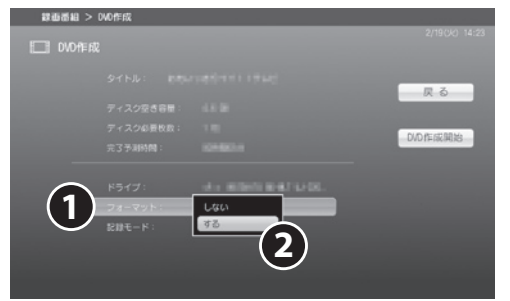 録画番組 > DVD作成
2/19(火) 14:23
DVD作成
タイトル：
戻る
ディスク空き容量：
ディスク必要枚数：
DVD作成開始
完了予測時間：
ドライブ：
1
フォーマット：
しない
する
2
記録モード：